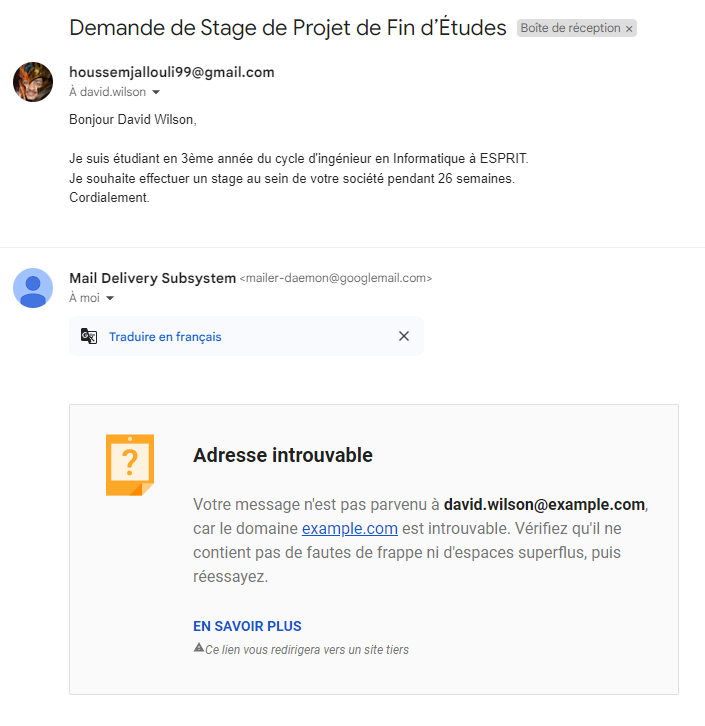 Demande de Stage de Projet de Fin d’Études Boîte de réception ×
houssemjallouli99@gmail.com
À david.wilson
Bonjour David Wilson,
Je suis étudiant en 3ème année du cycle d'ingénieur en Informatique à ESPRIT.
Je souhaite effectuer un stage au sein de votre société pendant 26 semaines.
Cordialement.
Mail Delivery Subsystem <mailer-daemon@googlemail.com>
À moi
Traduire en français
Adresse introuvable
Votre message n'est pas parvenu à david.wilson@example.com,
car le domaine example.com est introuvable. Vérifiez qu'il ne
contient pas de fautes de frappe ni d'espaces superflus, puis
réessayez.
EN SAVOIR PLUS
Ce lien vous redirigera vers un site tiers